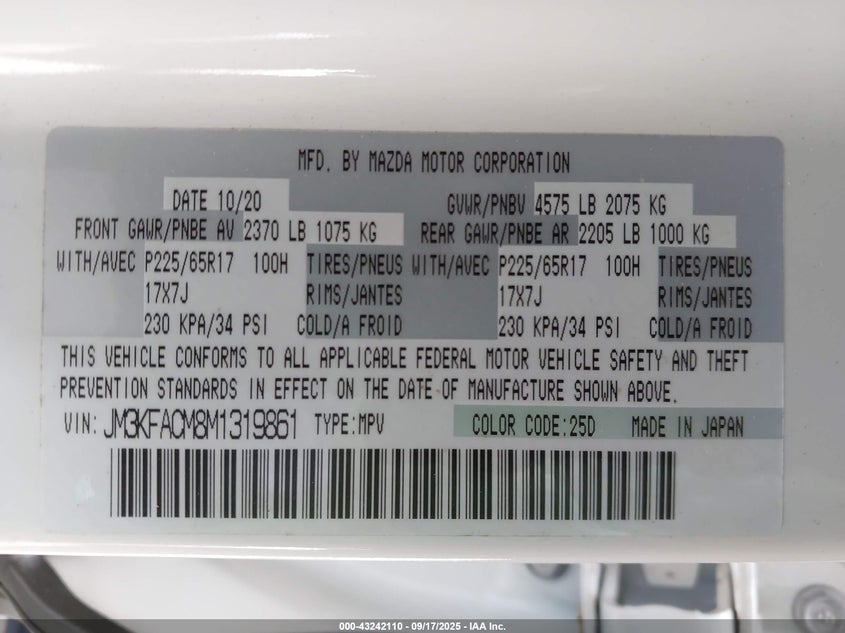 MFD. BY MAZDA MOTOR CORPORATION
DATE 10/20 GVWR/PNBV 4575 LB 2075 KG
FRONT GAWR/PNBE AV 2370 LB 1075 KG REAR GAWR/PNBE AR 2205 LB 1000 KG
WITH/AVEC P225/65R17 100H TIRES/PNEUS WITH/AVEC P225/65R17 100H TIRES/PNEUS
17X7J RIMS/JANTES 17X7J RIMS/JANTES
230 KPA/34 PSI COLD/A FROID 230 KPA/34 PSI COLD/A FROID
THIS VEHICLE CONFORMS TO ALL APPLICABLE FEDERAL MOTOR VEHICLE SAFETY AND THEFT
PREVENTION STANDARDS IN EFFECT ON THE DATE OF MANUFACTURE SHOWN ABOVE.
VIN: JM3KFACM8M1319861 TYPE:MPV COLOR CODE:25D MADE IN JAPAN
000-43242110 - 09/17/2025 - IAA Inc.